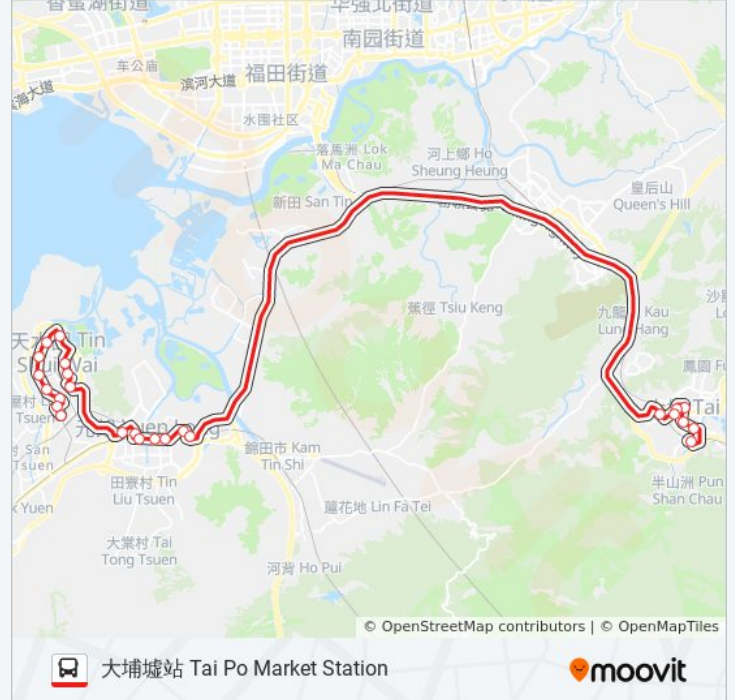 香蜜湖街道
华强北街道
南园街道
车公庙
滨河大道
福田街道
滨海大道
水围社区
落馬洲 Lok
Ma Chau
河上鄉 Ho
Sheung Heung
皇后山
Queen's Hill
新田 San Tin
蕉徑 Tsiu Keng
九龍坑 Kau
Lung Hang
沙
Lo
天水圍 Tin
Shui Wai
鳳園 Fu
Tsuen
Tai
元朗 Yuen Long
村 San
Tsuen
錦田市 Kam
Tin Shi
田寮村 Tin
Liu Tsuen
半山洲 Pun
Shan Chau
k Yuen
蓮花地 Lin Fa Tei
大棠村 Tai
Tong Tsuen
河背 Ho Pui
© OpenStreetMap contributors | © OpenMapTiles
大埔墟站 Tai Po Market Station
moovit